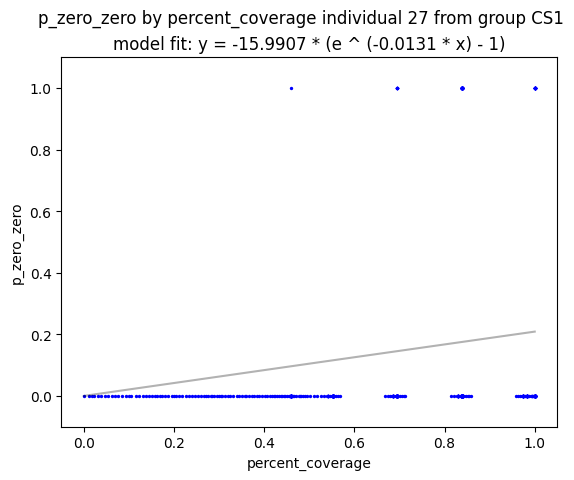 p_zero_zero by percent_coverage individual 27 from group CS1
model fit: y = -15.9907 * (e ^ (-0.0131 * x) - 1)
1.0
0.8
0.6
0.4
0.2
0.0
p_zero_zero
0.0 0.2 0.4 0.6 0.8 1.0
percent_coverage